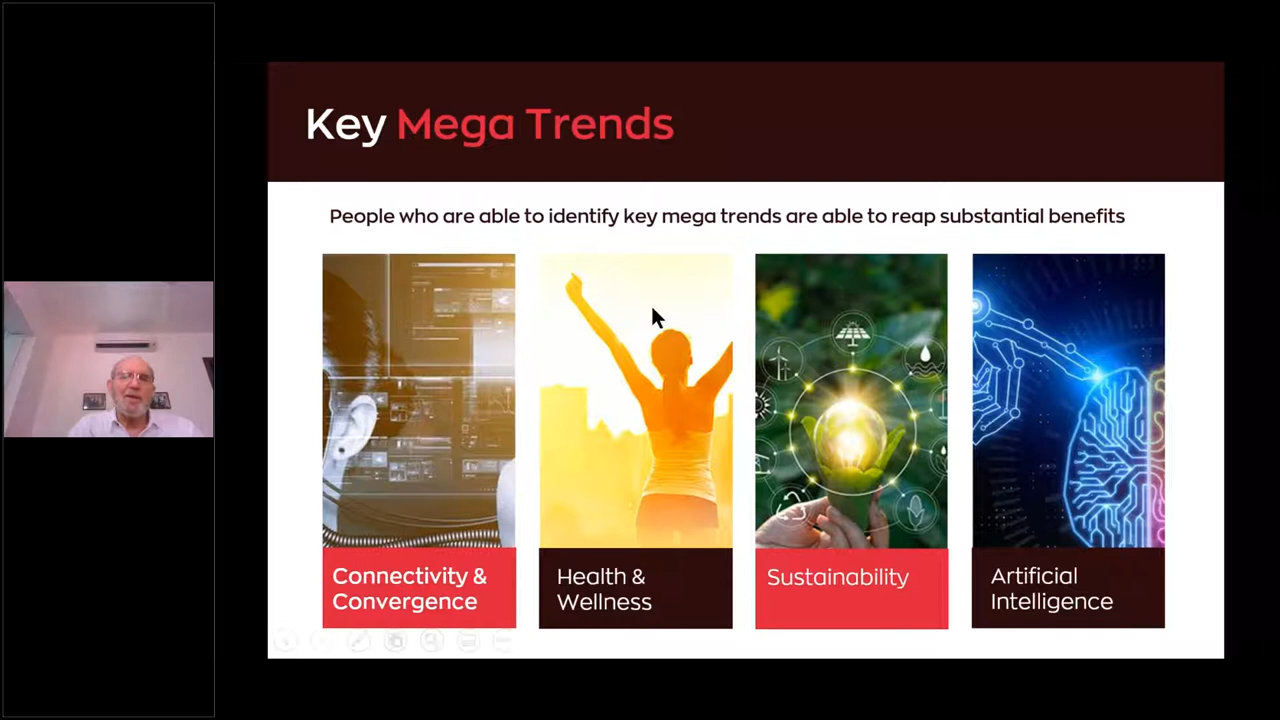 Key Mega Trends
People who are able to identify key mega trends are able to reap substantial benefits
Connectivity &
Convergence
Health &
Wellness
Sustainability
Artificial
Intelligence